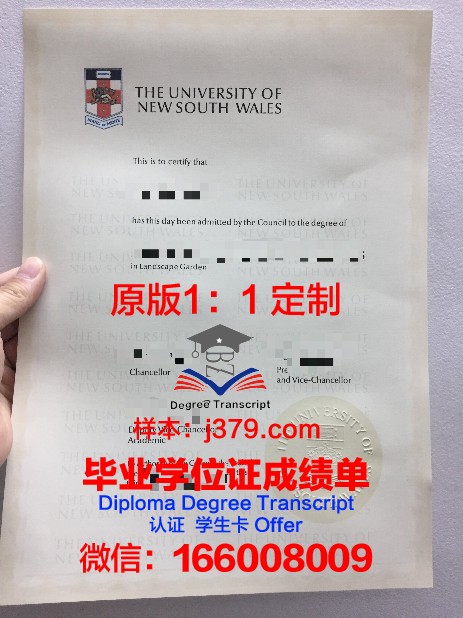 THE UNIVERSITY OF
NEW SOUTH WALES
This is to certify that
has this day been admitted by the Council to the degree of
in Landscape Garden
原版1：1定制
Chancellor
and Vice-Chancellor
Degre@ Transcript
样本：j379.com
Academic
毕业学位证成绩单
Diploma Degree Transcript
认证 学生卡 Offer
微信：166008009